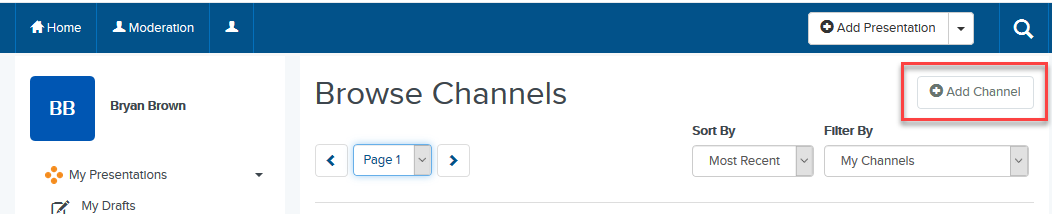 Home Moderation Add Presentation
BB Bryan Brown
My Presentations
My Drafts
Browse Channels Add Channel
Sort By Filter By
Page 1 Most Recent My Channels